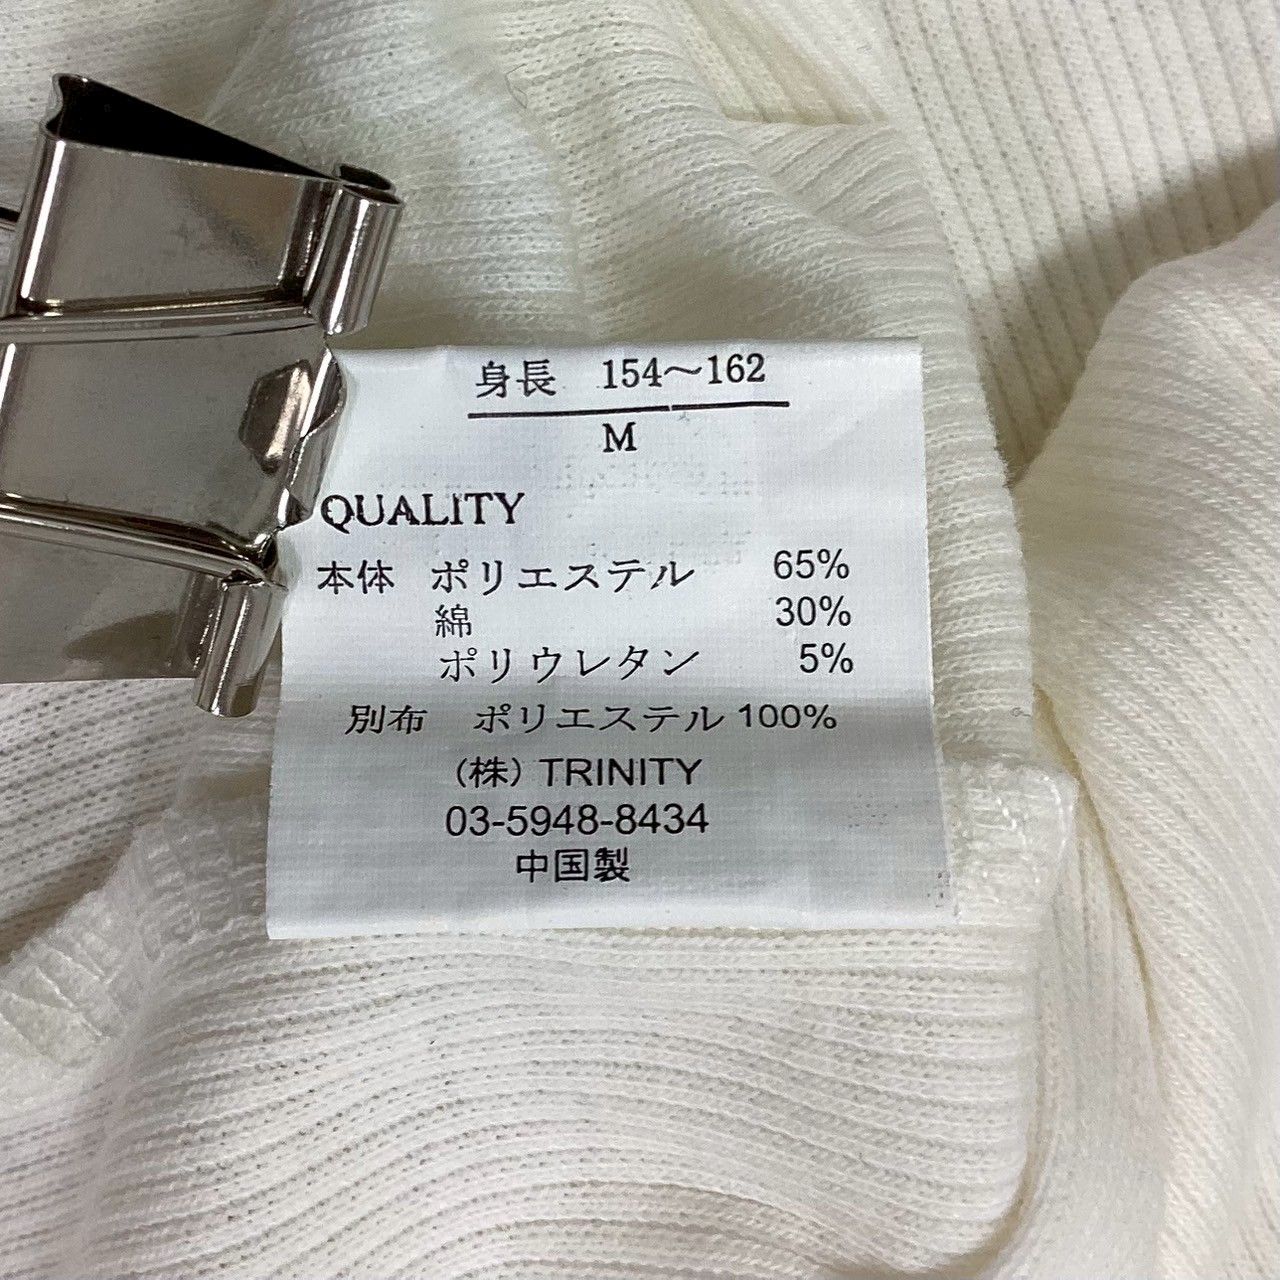 身長 154～162
M
QUALITY
本体 ポリエステル 65%
綿 30%
ポリウレタン 5%
別布 ポリエステル 100%
(株) TRINITY
03-5948-8434
中国製